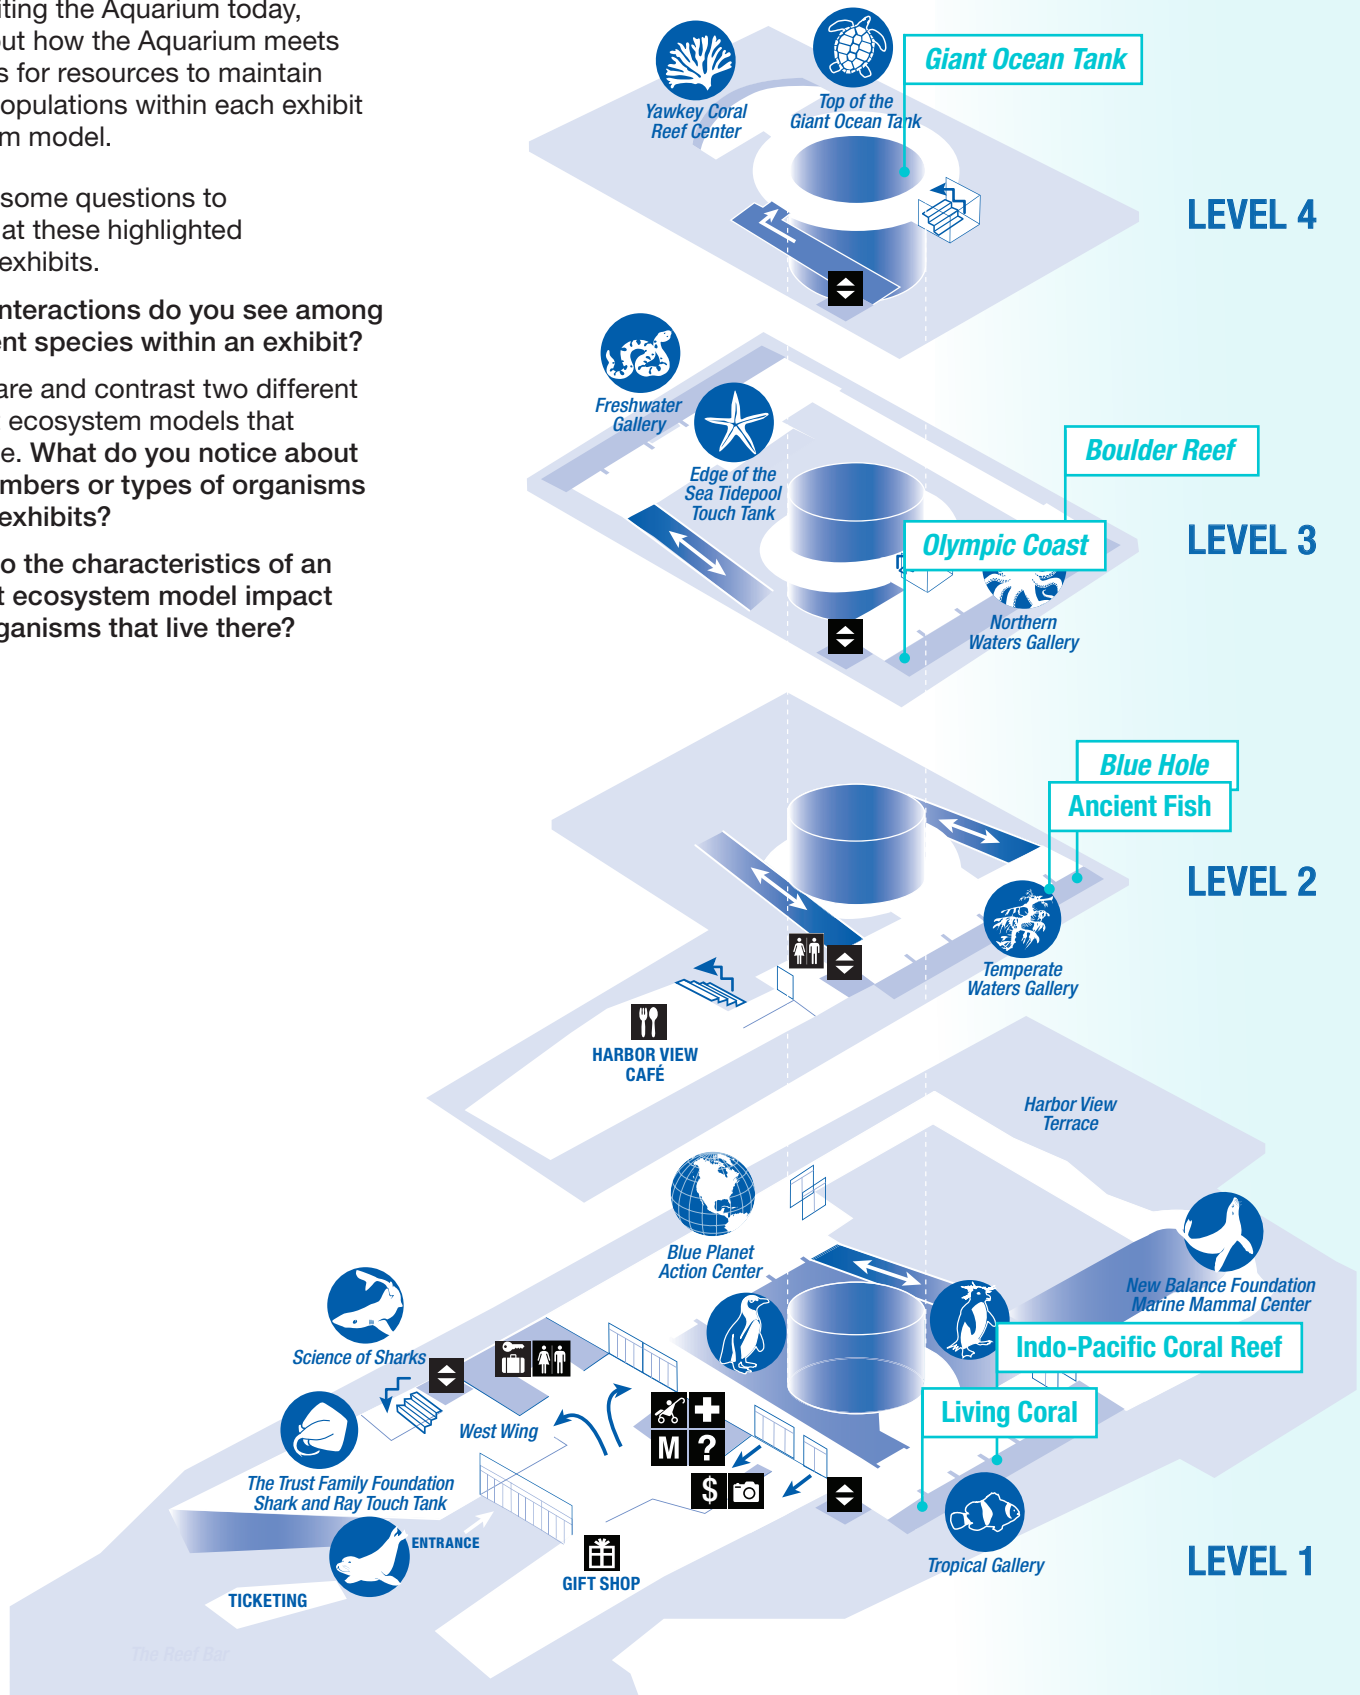 iting the Aquarium today,
out how the Aquarium meets
s for resources to maintain
opulations within each exhibit
m model.
some questions to
at these highlighted
exhibits.
nteractions do you see among
ent species within an exhibit?
are and contrast two different
t ecosystem models that
e. What do you notice about
mbers or types of organisms
exhibits?
o the characteristics of an
t ecosystem model impact
ganisms that live there?
Yawkey Coral
Reef Center
Top of the
Giant Ocean Tank
Giant Ocean Tank
LEVEL 4
Freshwater
Gallery
Edge of the
Sea Tidepool
Touch Tank
Boulder Reef
Olympic Coast
Northern
Waters Gallery
LEVEL 3
Blue Hole
Ancient Fish
LEVEL 2
Temperate
Waters Gallery
HARBOR VIEW
CAFÉ
Harbor View
Terrace
Blue Planet
Action Center
New Balance Foundation
Marine Mammal Center
Science of Sharks
Indo-Pacific Coral Reef
Living Coral
West Wing
M ?
$
The Trust Family Foundation
Shark and Ray Touch Tank
ENTRANCE
GIFT SHOP
TICKETING
Tropical Gallery
LEVEL 1
The Reef Bar